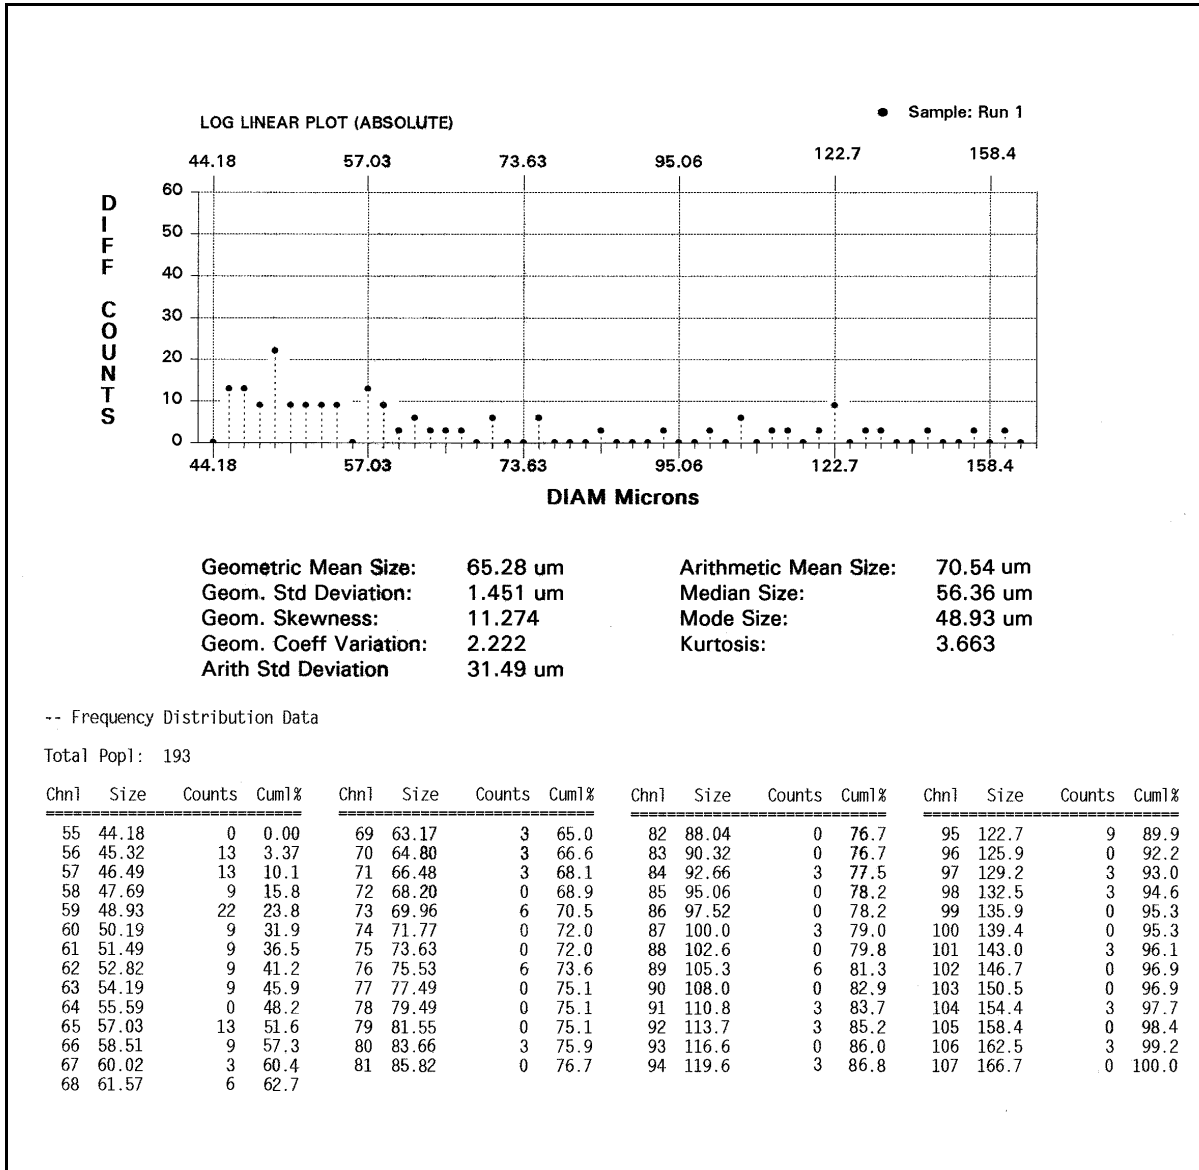 LOG LINEAR PLOT (ABSOLUTE)
● Sample: Run 1
44.18 57.03 73.63 95.06 122.7 158.4
DIFF COUNTS
60
50
40
30
20
10
0
44.18 57.03 73.63 95.06 122.7 158.4
DIAM Microns
Geometric Mean Size: 65.28 um Arithmetic Mean Size: 70.54 um
Geom. Std Deviation: 1.451 um Median Size: 56.36 um
Geom. Skewness: 11.274 Mode Size: 48.93 um
Geom. Coeff Variation: 2.222 Kurtosis: 3.663
Arith Std Deviation 31.49 um
-- Frequency Distribution Data
Total Popl: 193
Chnl Size Counts Cuml% Chnl Size Counts Cuml% Chnl Size Counts Cuml% Chnl Size Counts Cuml%
55 44.18 0 0.00 69 63.17 3 65.0 82 88.04 0 76.7 95 122.7 9 89.9
56 45.32 13 3.37 70 64.80 3 66.6 83 90.32 0 76.7 96 125.9 0 92.2
57 46.49 13 10.1 71 66.48 3 68.1 84 92.66 3 77.5 97 129.2 3 93.0
58 47.69 9 15.8 72 68.20 0 68.9 85 95.06 0 78.2 98 132.5 3 94.6
59 48.93 22 23.8 73 69.96 6 70.5 86 97.52 0 78.2 99 135.9 0 95.3
60 50.19 9 31.9 74 71.77 0 72.0 87 100.0 3 79.0 100 139.4 0 95.3
61 51.49 9 36.5 75 73.63 0 72.0 88 102.6 0 79.8 101 143.0 3 96.1
62 52.82 9 41.2 76 75.53 6 73.6 89 105.3 6 81.3 102 146.7 0 96.9
63 54.19 9 45.9 77 77.49 0 75.1 90 108.0 0 82.9 103 150.5 0 96.9
64 55.59 0 48.2 78 79.49 0 75.1 91 110.8 3 83.7 104 154.4 3 97.7
65 57.03 13 51.6 79 81.55 0 75.1 92 113.7 3 85.2 105 158.4 0 98.4
66 58.51 9 57.3 80 83.66 3 75.9 93 116.6 0 86.0 106 162.5 3 99.2
67 60.02 3 60.4 81 85.82 0 76.7 94 119.6 3 86.8 107 166.7 0 100.0
68 61.57 6 62.7